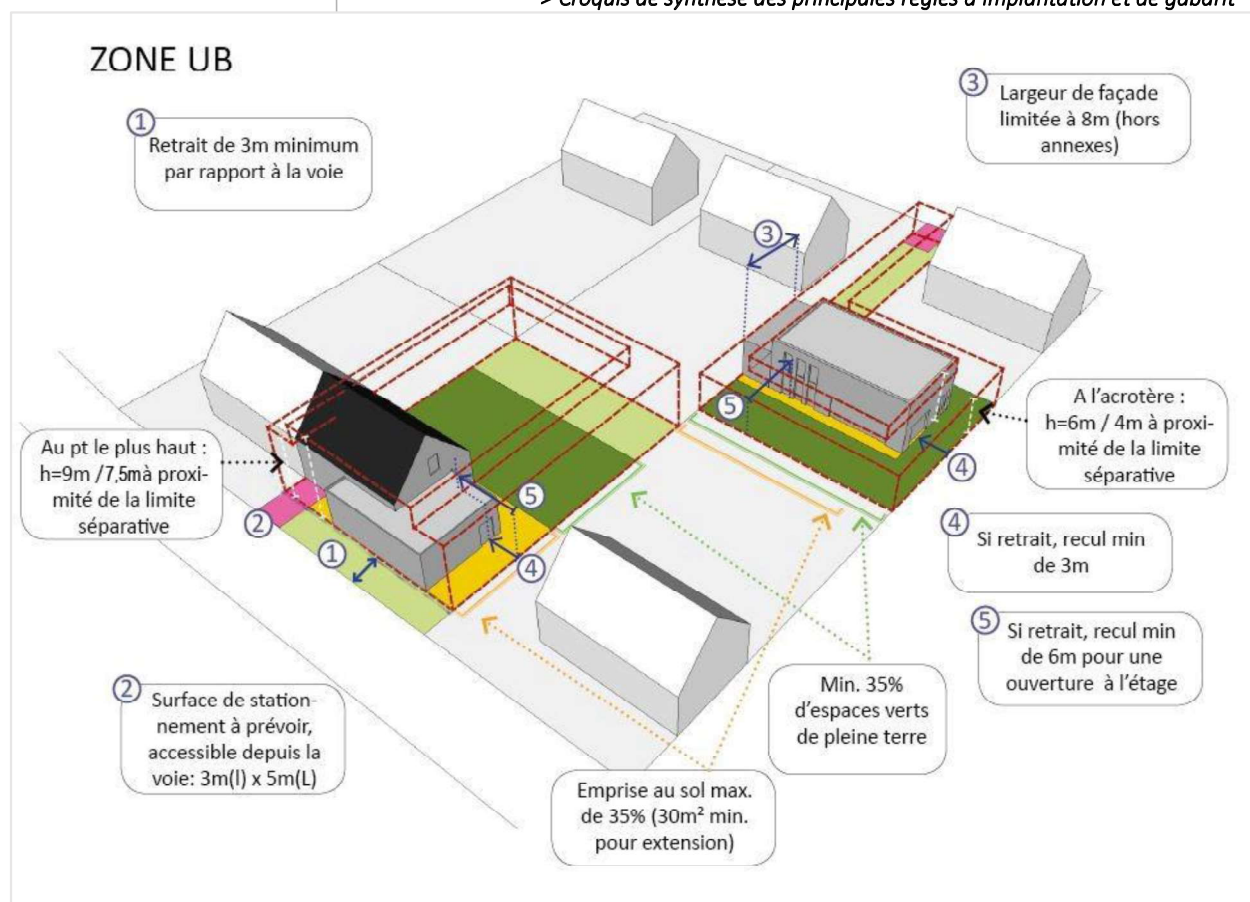 > Croquis de synthèse des principales règles d'implantation et de gabarit
ZONE UB
1
Retrait de 3m minimum
par rapport à la voie
3
Largeur de façade
limitée à 8m (hors
annexes)
3
5
Au pt le plus haut :
h=9m /7,5mà proxi-
mité de la limite
séparative
A l'acrotère :
h=6m / 4m à proxi-
mité de la limite
séparative
4
5
2
1
4
4
Si retrait, recul min
de 3m
5
Si retrait, recul min
de 6m pour une
ouverture à l'étage
2
Surface de station-
nement à prévoir,
accessible depuis la
voie: 3m(l) x 5m(L)
Min. 35%
d'espaces verts
de pleine terre
Emprise au sol max.
de 35% (30m² min.
pour extension)